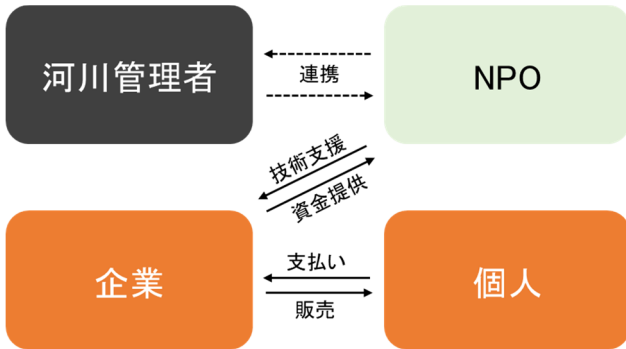 河川管理者
連携
NPO
技術支援
資金提供
企業
支払い
販売
個人